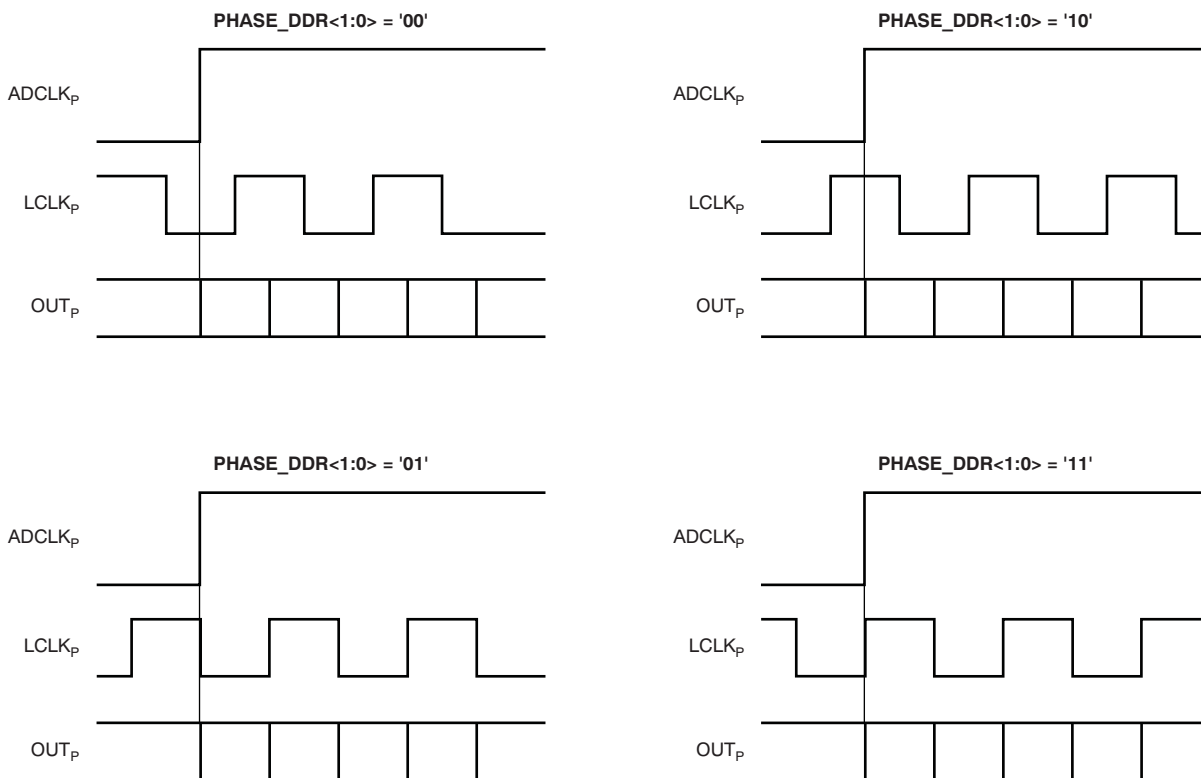 PHASE_DDR<1:0> = '00'
ADCLKP
LCLKP
OUTP
PHASE_DDR<1:0> = '10'
ADCLKP
LCLKP
OUTP
PHASE_DDR<1:0> = '01'
ADCLKP
LCLKP
OUTP
PHASE_DDR<1:0> = '11'
ADCLKP
LCLKP
OUTP